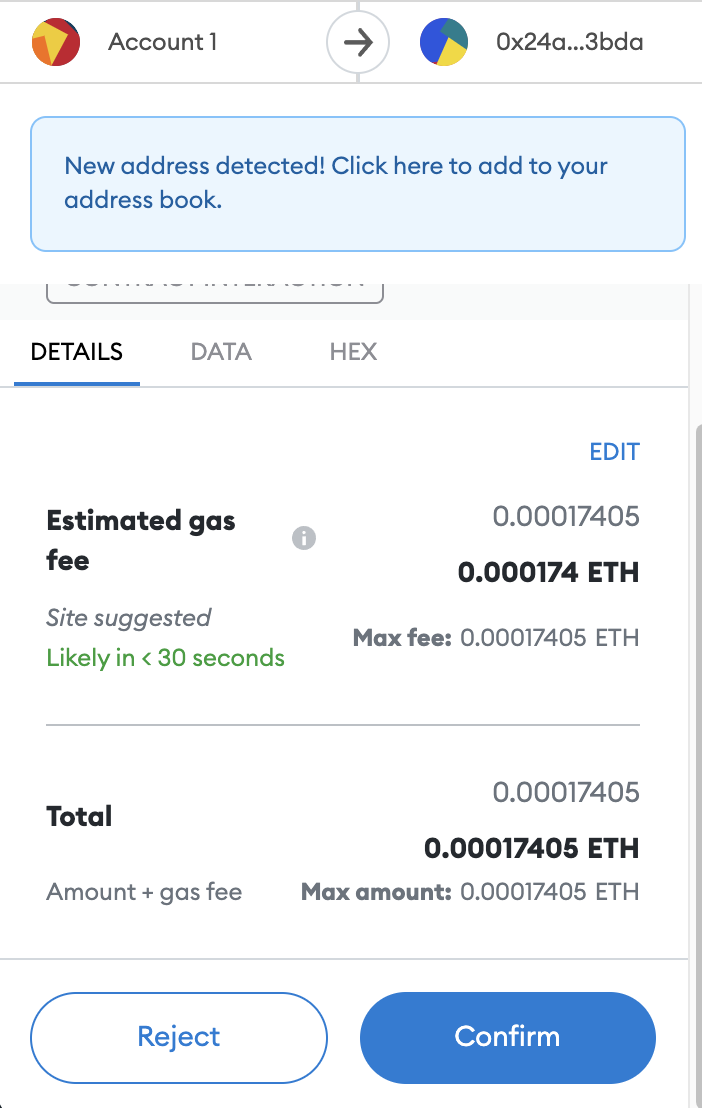 Account 1
0x24a...3bda
New address detected! Click here to add to your
address book.
CONTRACT INTERACTION
DETAILS
DATA
HEX
EDIT
Estimated gas
fee
0.00017405
0.000174 ETH
Site suggested
Likely in < 30 seconds
Max fee: 0.00017405 ETH
Total
0.00017405
0.00017405 ETH
Amount + gas fee
Max amount: 0.00017405 ETH
Reject
Confirm